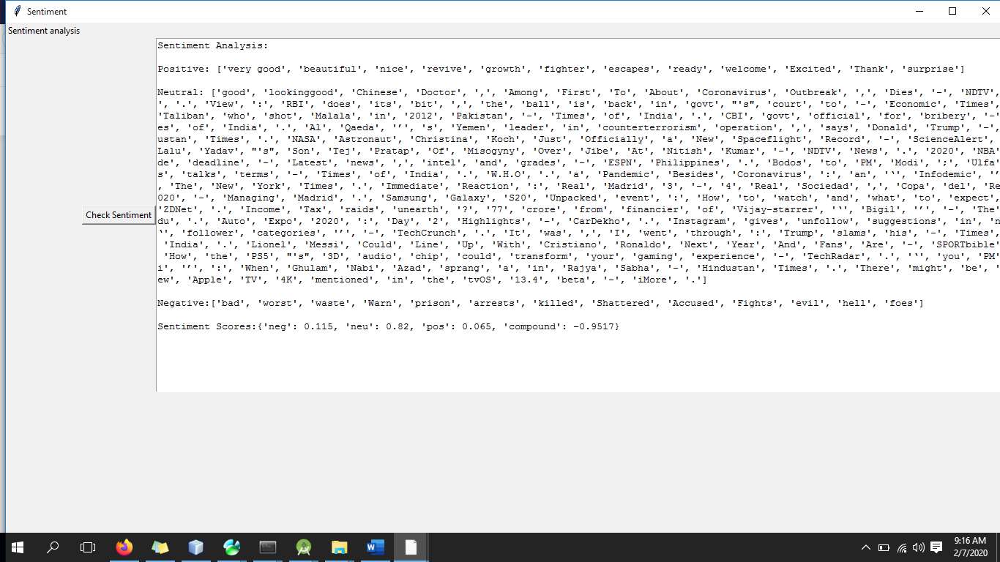 Sentiment
Sentiment analysis
Sentiment Analysis:
Positive: ['very good', 'beautiful', 'nice', 'revive', 'growth', 'fighter', 'escapes', 'ready', 'welcome', 'Excited', 'Thank', 'surprise']
Neutral: ['good', 'lookinggood', 'Chinese', 'Doctor', ',', 'Among', 'First', 'To', 'About', 'Coronavirus', 'Outbreak', ',', 'Dies', '-', 'NDTV',
', '.', 'View', ':', 'RBI', 'does', 'its', 'bit', ',', 'the', 'ball', 'is', 'back', 'in', 'govt', "'s", 'court', 'to', '-', 'Economic', 'Times',
'Taliban', 'who', 'shot', 'Malala', 'in', '2012', 'Pakistan', '-', 'Times', 'of', 'India', '.', 'CBI', 'govt', 'official', 'for', 'bribery', '-
es', 'of', 'India', '.', 'Al', 'Qaeda', '’', 's', 'Yemen', 'leader', 'in', 'counterterrorism', 'operation', ',', 'says', 'Donald', 'Trump', '-',
ustan', 'Times', '.', 'NASA', 'Astronaut', 'Christina', 'Koch', 'Just', 'Officially', 'a', 'New', 'Spaceflight', 'Record', '-', 'ScienceAlert',
Lalu', 'Yadav', "'s", 'Son', 'Tej', 'Pratap', 'Of', 'Misogyny', 'Over', 'Jibe', 'At', 'Nitish', 'Kumar', '-', 'NDTV', 'News', '.', '2020', 'NBA'
de', 'deadline', '-', 'Latest', 'news', ',', 'intel', 'and', 'grades', '-', 'ESPN', 'Philippines', '.', 'Bodos', 'to', 'PM', 'Modi', ';', 'Ulfa'
s', 'talks', 'terms', '-', 'Times', 'of', 'India', '.', 'W.H.O', '.', 'a', 'Pandemic', 'Besides', 'Coronavirus', ':', 'an', '‘', 'Infodemic', '’
, 'The', 'New', 'York', 'Times', '.', 'Immediate', 'Reaction', ':', 'Real', 'Madrid', '3', '-', '4', 'Real', 'Sociedad', ',', 'Copa', 'del', 'Re
020', '-', 'Managing', 'Madrid', '.', 'Samsung', 'Galaxy', 'S20', 'Unpacked', 'event', ':', 'How', 'to', 'watch', 'and', 'what', 'to', 'expect',
Check Sentiment
'ZDNet', '.', 'Income', 'Tax', 'raids', 'unearth', '?', '77', 'crore', 'from', 'financier', 'of', 'Vijay-starrer', '‘', 'Bigil', '’', '-', 'The'
du', '.', 'Auto', 'Expo', '2020', ':', 'Day', '2', 'Highlights', '-', 'CarDekho', '.', 'Instagram', 'gives', 'unfollow', 'suggestions', 'in', 'n
‘', 'follower', 'categories', '’', '-', 'TechCrunch', '.', 'It', 'was', ',', 'I', 'went', 'through', ':', 'Trump', 'slams', 'his', '-', 'Times',
'India', '.', 'Lionel', 'Messi', 'Could', 'Line', 'Up', 'With', 'Cristiano', 'Ronaldo', 'Next', 'Year', 'And', 'Fans', 'Are', '-', 'SPORTbible'
'How', 'the', 'PS5', "'s", '3D', 'audio', 'chip', 'could', 'transform', 'your', 'gaming', 'experience', '-', 'TechRadar', '.', '‘', 'you', 'PM'
i', '’', ':', 'When', 'Ghulam', 'Nabi', 'Azad', 'sprang', 'a', 'in', 'Rajya', 'Sabha', '-', 'Hindustan', 'Times', '.', 'There', 'might', 'be', '
ew', 'Apple', 'TV', '4K', 'mentioned', 'in', 'the', 'tvOS', '13.4', 'beta', '-', 'iMore', '.']
Negative:['bad', 'worst', 'waste', 'Warn', 'prison', 'arrests', 'killed', 'Shattered', 'Accused', 'Fights', 'evil', 'hell', 'foes']
Sentiment Scores:{'neg': 0.115, 'neu': 0.82, 'pos': 0.065, 'compound': -0.9517}
9:16 AM
2/7/2020